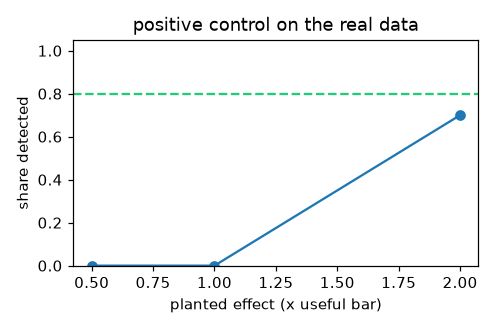 positive control on the real data
1.0
0.8
0.6
0.4
0.2
0.0
share detected
0.50 0.75 1.00 1.25 1.50 1.75 2.00
planted effect (x useful bar)